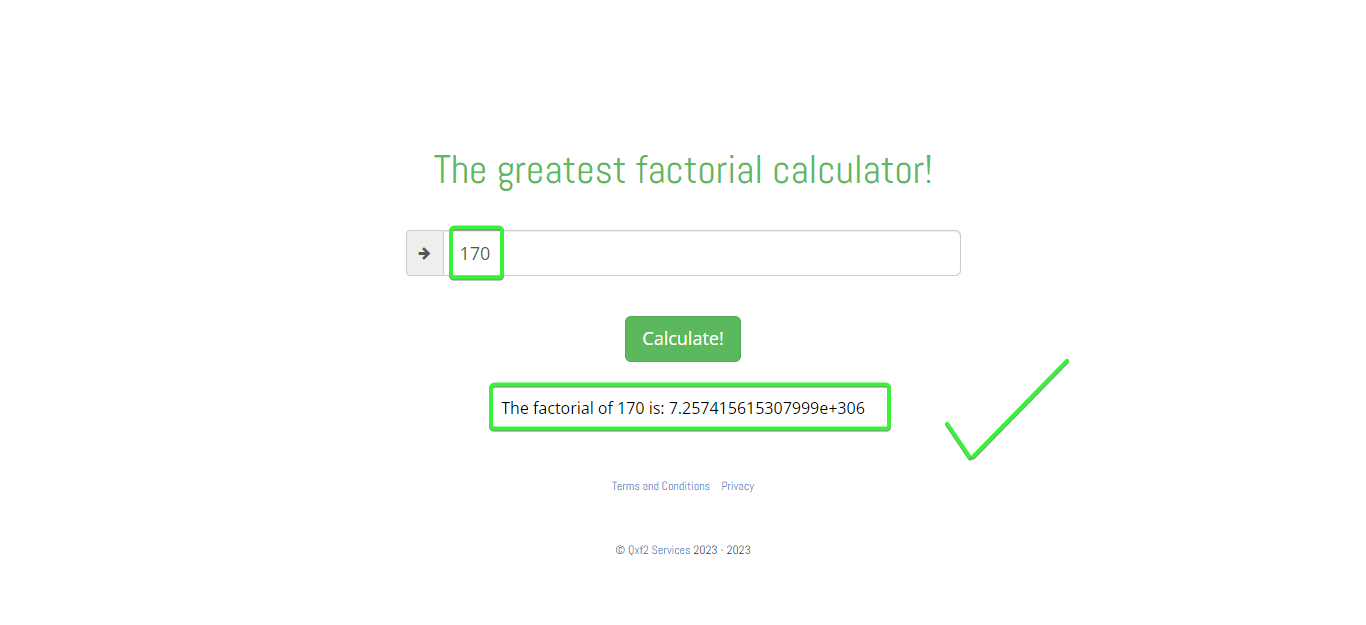 The greatest factorial calculator!
170
Calculate!
The factorial of 170 is: 7.257415615307999e+306
Terms and Conditions Privacy
© Qxf2 Services 2023 - 2023